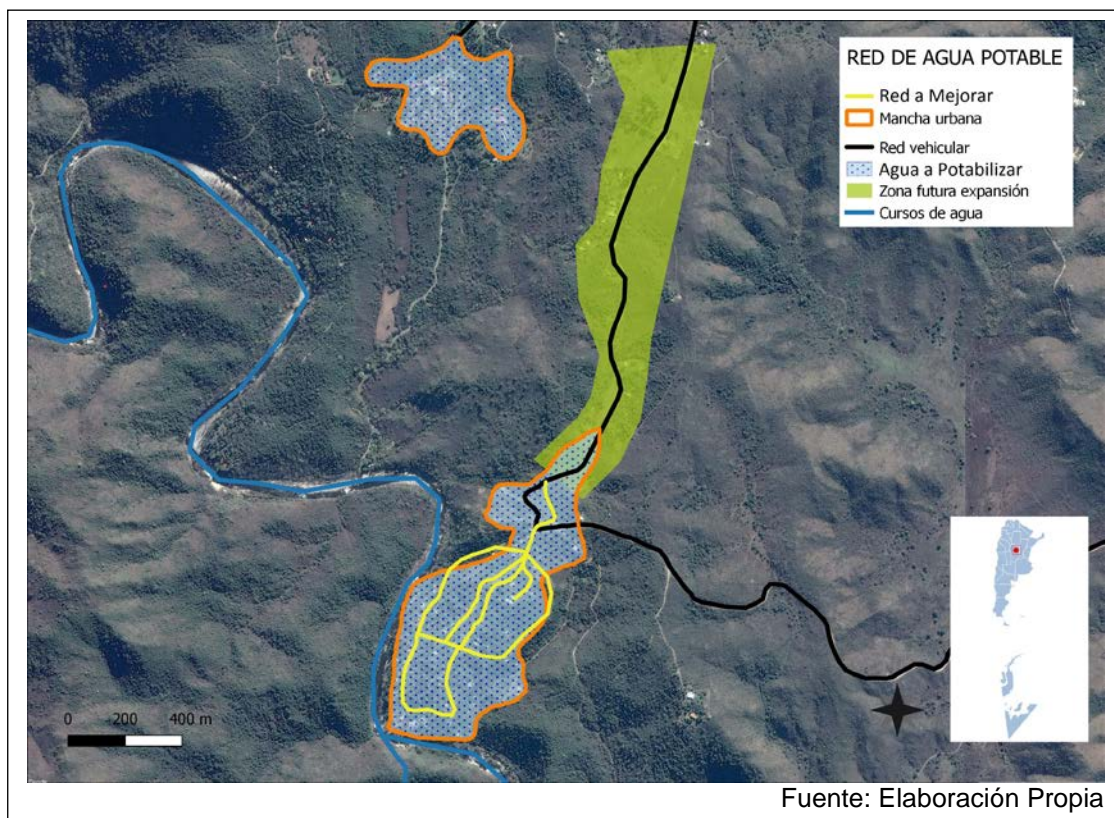 RED DE AGUA POTABLE
Red a Mejorar
Mancha urbana
Red vehicular
Agua a Potabilizar
Zona futura expansión
Cursos de agua
0 200 400 m
Fuente: Elaboración Propia